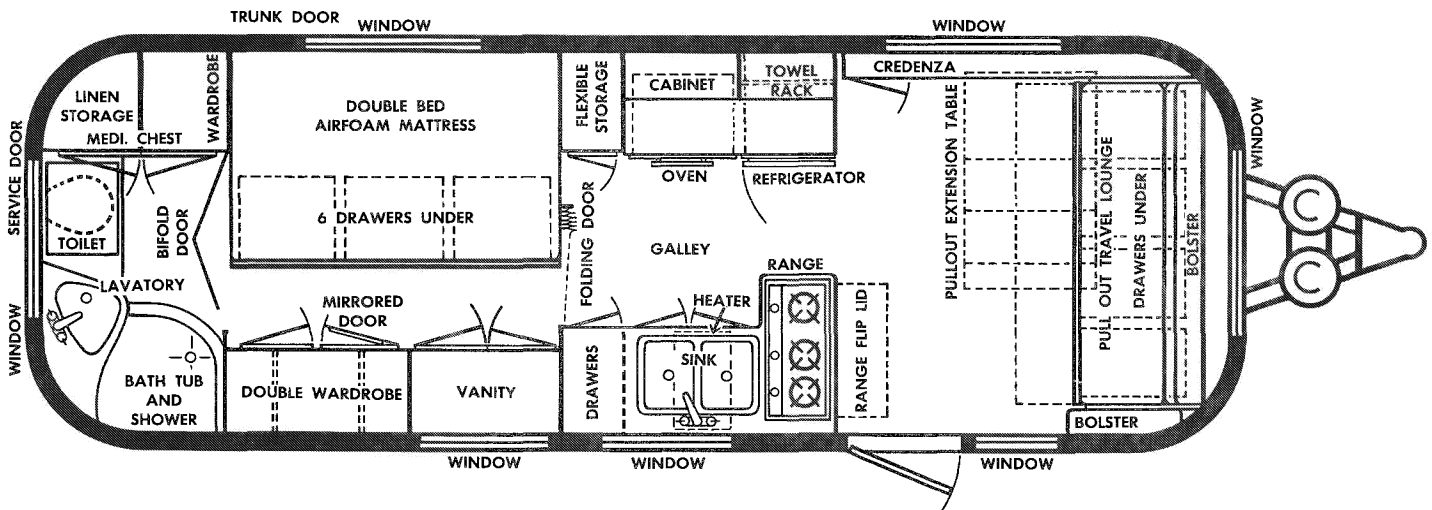 TRUNK DOOR
WINDOW
WINDOW
LINEN
STORAGE
WARDROBE
MEDI. CHEST
DOUBLE BED
AIRFOAM MATTRESS
FLEXIBLE
STORAGE
CABINET
TOWEL
RACK
CREDENZA
OVEN
REFRIGERATOR
SERVICE DOOR
TOILET
BIFOLD
DOOR
6 DRAWERS UNDER
FOLDING DOOR
GALLEY
PULLOUT EXTENSION TABLE
PULL OUT TRAVEL LOUNGE
DRAWERS UNDER
BOLSTER
WINDOW
LAVATORY
WINDOW
MIRRORED
DOOR
HEATER
RANGE
RANGE FLIP LID
BATH TUB
AND
SHOWER
DOUBLE WARDROBE
VANITY
DRAWERS
SINK
BOLSTER
WINDOW
WINDOW
WINDOW